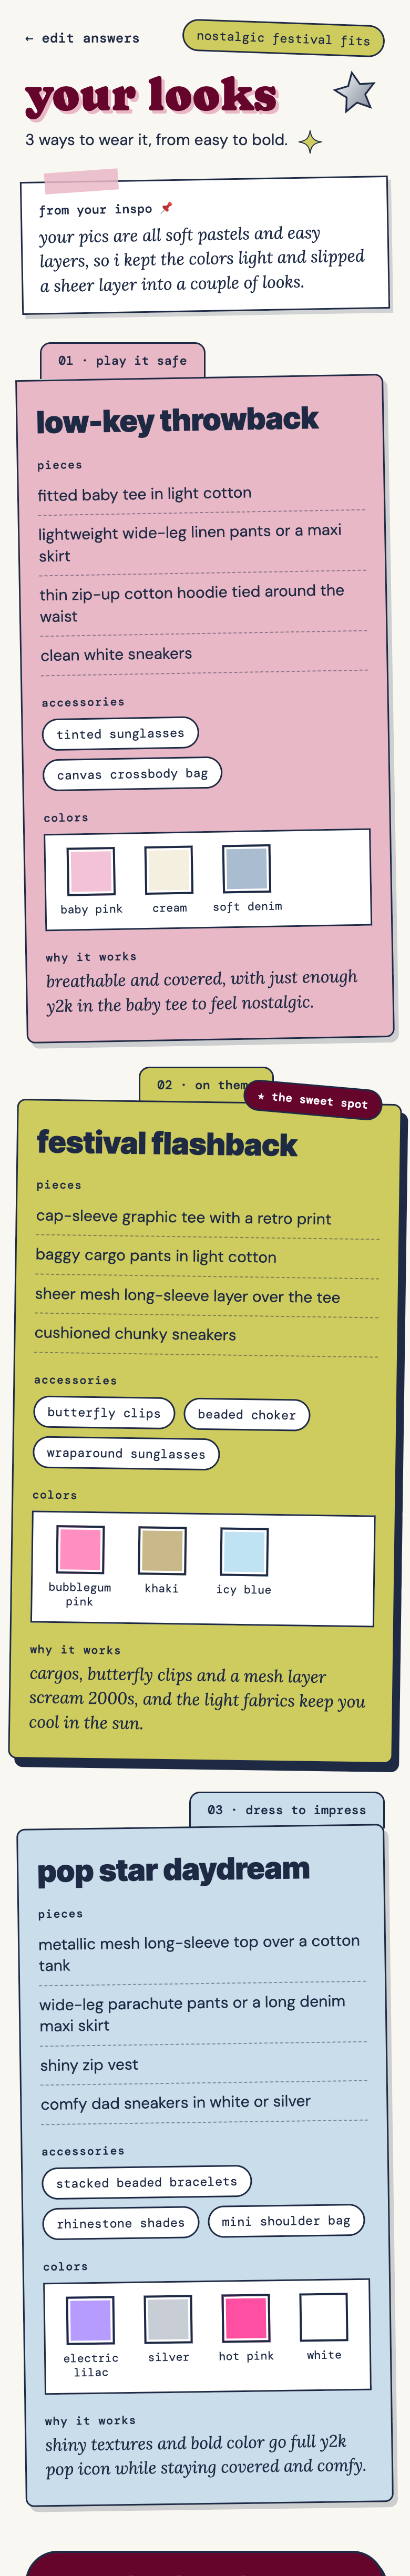 ← edit answers
nostalgic festival fits
your looks
3 ways to wear it, from easy to bold.
from your inspo 📌
your pics are all soft pastels and easy
layers, so i kept the colors light and slipped
a sheer layer into a couple of looks.
01 · play it safe
low-key throwback
pieces
fitted baby tee in light cotton
lightweight wide-leg linen pants or a maxi
skirt
thin zip-up cotton hoodie tied around the
waist
clean white sneakers
accessories
tinted sunglasses
canvas crossbody bag
colors
baby pink
cream
soft denim
why it works
breathable and covered, with just enough
y2k in the baby tee to feel nostalgic.
02 · on them
★ the sweet spot
festival flashback
pieces
cap-sleeve graphic tee with a retro print
baggy cargo pants in light cotton
sheer mesh long-sleeve layer over the tee
cushioned chunky sneakers
accessories
butterfly clips
beaded choker
wraparound sunglasses
colors
bubblegum
pink
khaki
icy blue
why it works
cargos, butterfly clips and a mesh layer
scream 2000s, and the light fabrics keep you
cool in the sun.
03 · dress to impress
pop star daydream
pieces
metallic mesh long-sleeve top over a cotton
tank
wide-leg parachute pants or a long denim
maxi skirt
shiny zip vest
comfy dad sneakers in white or silver
accessories
stacked beaded bracelets
rhinestone shades
mini shoulder bag
colors
electric
lilac
silver
hot pink
white
why it works
shiny textures and bold color go full y2k
pop icon while staying covered and comfy.